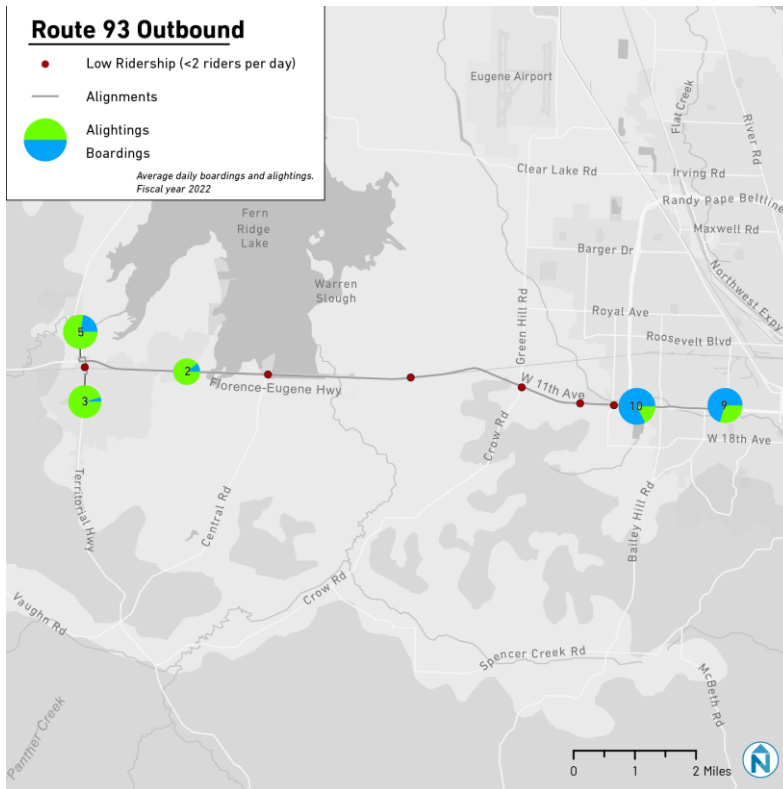 Route 93 Outbound
Low Ridership (<2 riders per day)
Alignments
Alightings
Boardings
Average daily boardings and alightings.
Fiscal year 2022
Eugene Airport
Flat Creek
River Rd
Clear Lake Rd
Irving Rd
Randy Pape Beltline
Maxwell Rd
Barger Dr
Northwest Expy
Fern
Ridge
Lake
Warren
Slough
Green Hill Rd
Royal Ave
Roosevelt Blvd
5
2
3
Florence-Eugene Hwy
W 11th Ave
10
9
W 18th Ave
Crow Rd
Bailey Hill Rd
Territorial Hwy
Central Rd
Crow Rd
Vaughn Rd
Spencer Creek Rd
McBeth Rd
Panther Creek
0 1 2 Miles
N